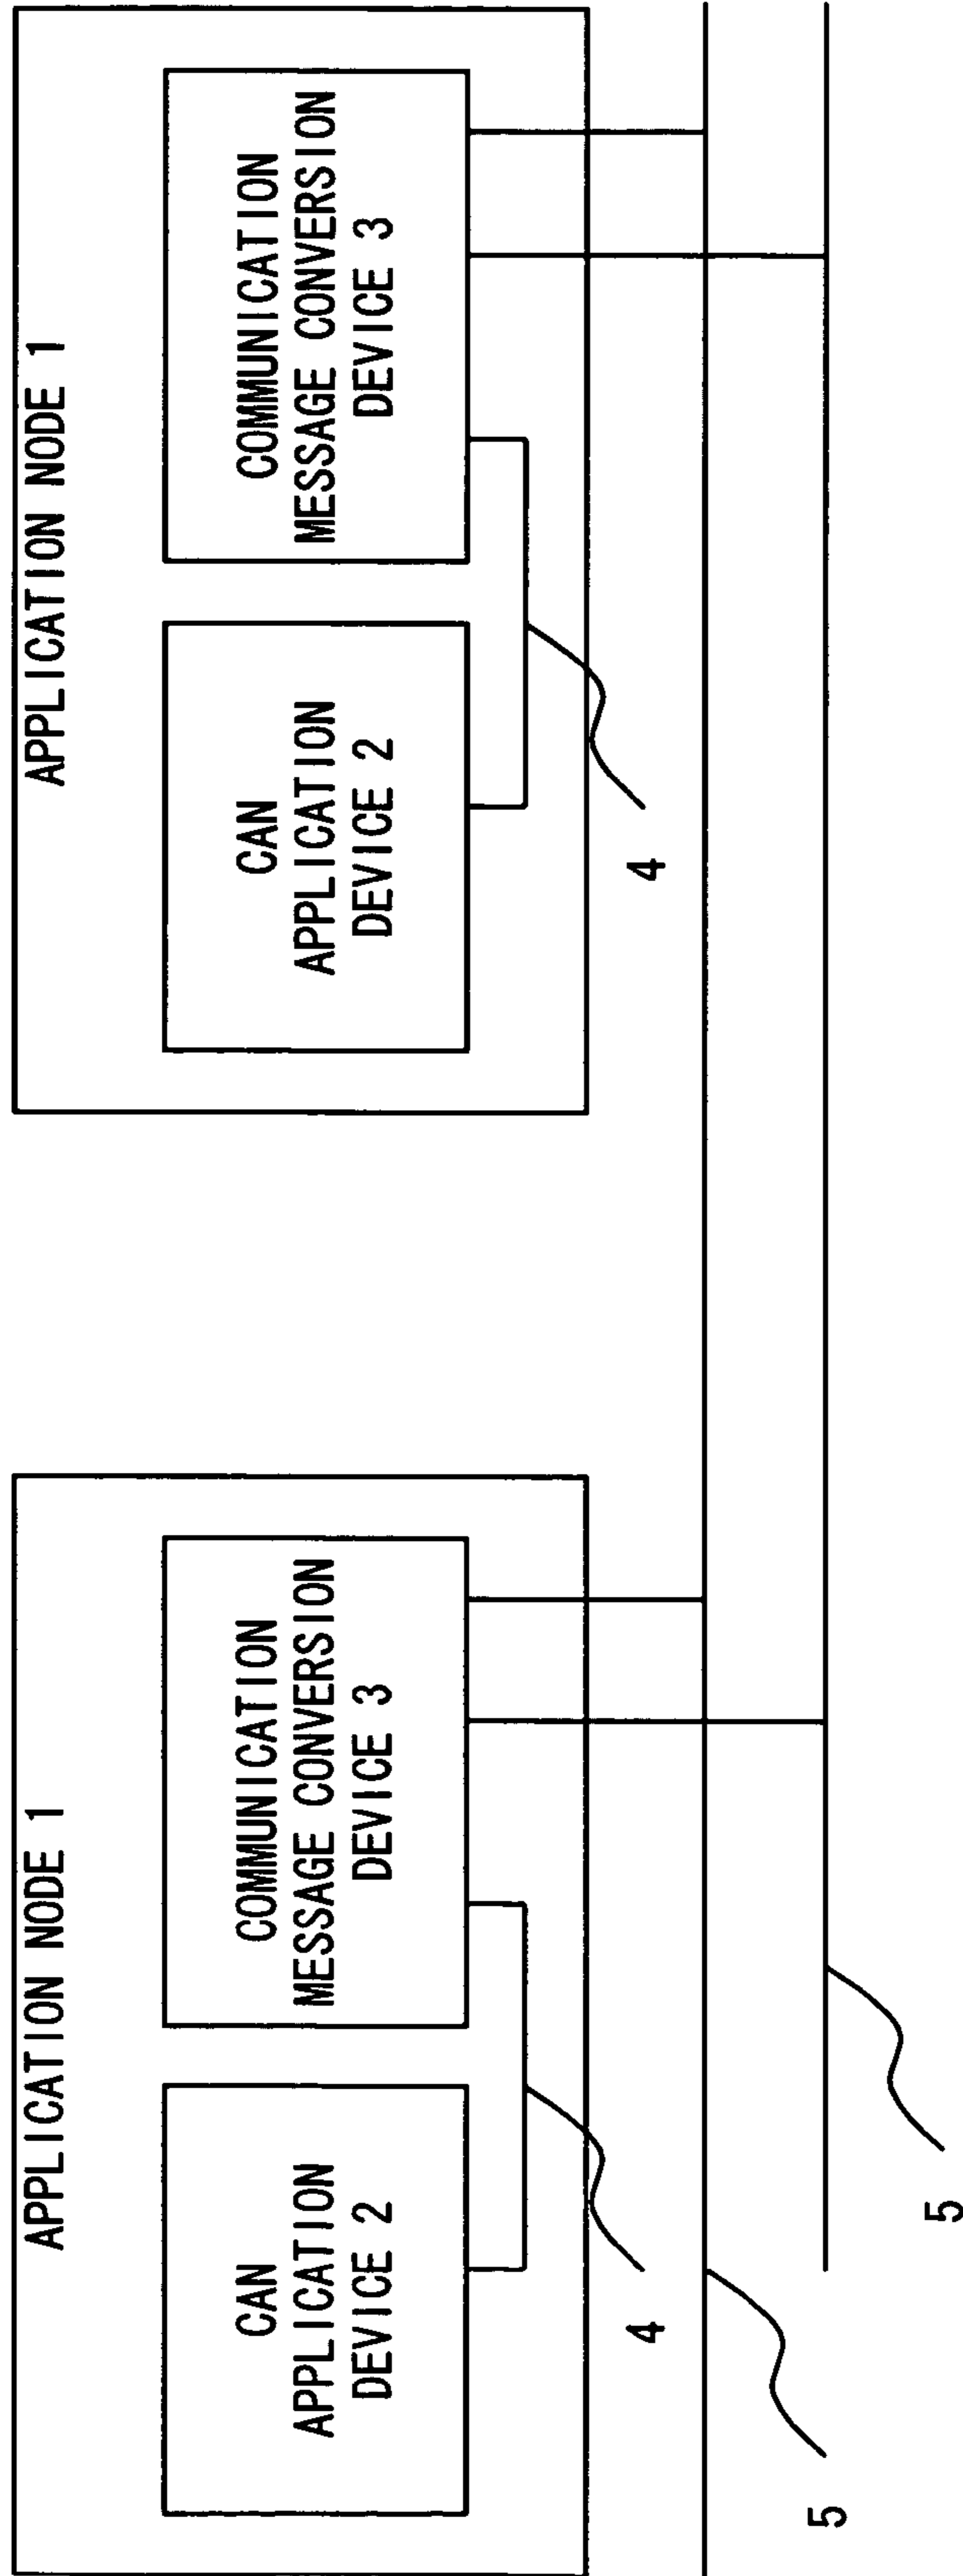 APPLICATION NODE 1
CAN
APPLICATION
DEVICE 2
COMMUNICATION
MESSAGE CONVERSION
DEVICE 3
4
APPLICATION NODE 1
CAN
APPLICATION
DEVICE 2
COMMUNICATION
MESSAGE CONVERSION
DEVICE 3
4
5
5